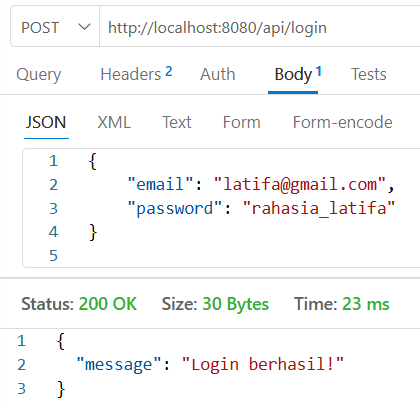 POST http://localhost:8080/api/login
Query Headers 2 Auth Body 1 Tests
JSON XML Text Form Form-encode
1 {
2 "email": "latifa@gmail.com",
3 "password": "rahasia_latifa"
4 }
5
Status: 200 OK Size: 30 Bytes Time: 23 ms
1 {
2 "message": "Login berhasil!"
3 }